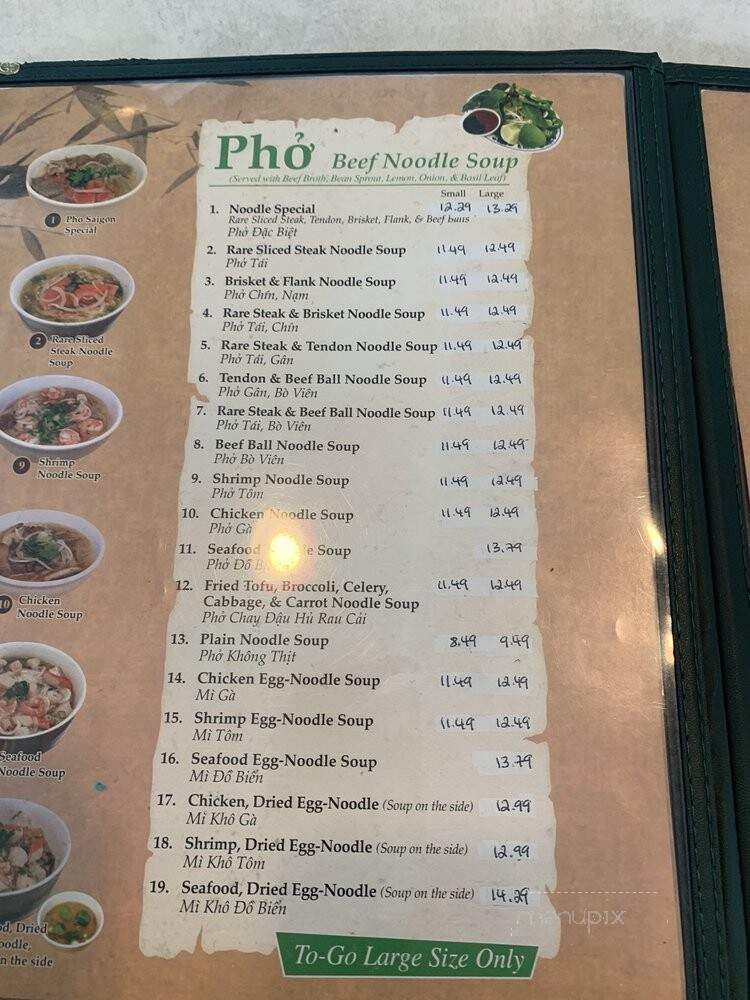 Phở Beef Noodle Soup
(Served with Beef Broth, Bean Sprout, Lemon, Onion, & Basil Leaf)
Small Large
1. Noodle Special 12.29 13.29
Rare Sliced Steak, Tendon, Brisket, Flank, & Beef balls
Phở Đặc Biệt
2. Rare Sliced Steak Noodle Soup 11.49 12.49
Phở Tái
3. Brisket & Flank Noodle Soup 11.49 12.49
Phở Chín, Nạm
4. Rare Steak & Brisket Noodle Soup 11.49 12.49
Phở Tái, Chín
5. Rare Steak & Tendon Noodle Soup 11.49 12.49
Phở Tái, Gân
6. Tendon & Beef Ball Noodle Soup 11.49 12.49
Phở Gân, Bò Viên
7. Rare Steak & Beef Ball Noodle Soup 11.49 12.49
Phở Tái, Bò Viên
8. Beef Ball Noodle Soup 11.49 12.49
Phở Bò Viên
9. Shrimp Noodle Soup 11.49 12.49
Phở Tôm
10. Chicken Noodle Soup 11.49 12.49
Phở Gà
11. Seafood Soup 13.79
Phở Đồ
12. Fried Tofu, Broccoli, Celery, 11.49 12.49
Cabbage, & Carrot Noodle Soup
Phở Chay Đậu Hủ Rau Cải
13. Plain Noodle Soup 8.49 9.49
Phở Không Thịt
14. Chicken Egg-Noodle Soup 11.49 12.49
Mì Gà
15. Shrimp Egg-Noodle Soup 11.49 12.49
Mì Tôm
16. Seafood Egg-Noodle Soup 13.79
Mì Đồ Biển
17. Chicken, Dried Egg-Noodle (Soup on the side) 12.99
Mì Khô Gà
18. Shrimp, Dried Egg-Noodle (Soup on the side) 12.99
Mì Khô Tôm
19. Seafood, Dried Egg-Noodle (Soup on the side) 14.29
Mì Khô Đồ Biển
To-Go Large Size Only
1 Pho Saigon
Special
2 Rare Sliced
Steak Noodle
Soup
9 Shrimp
Noodle Soup
10 Chicken
Noodle Soup
Seafood
Noodle Soup
Dried
on the side
menupix